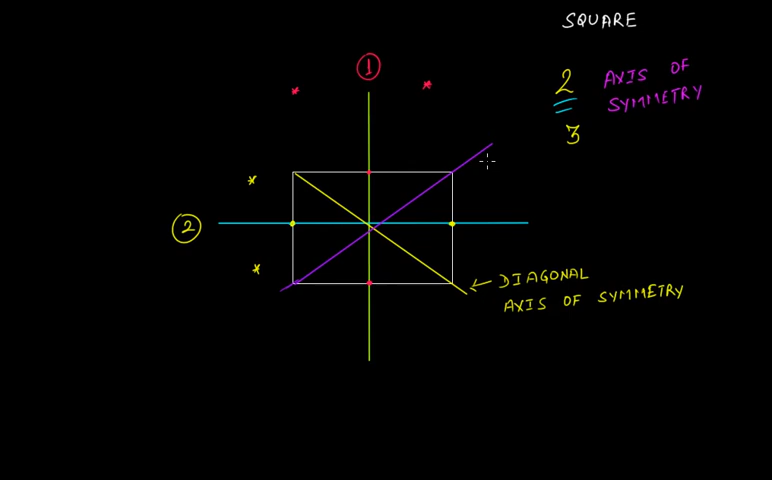 SQUARE
1
2 AXIS OF
SYMMETRY
3
2
DIAGONAL
AXIS OF SYMMETRY